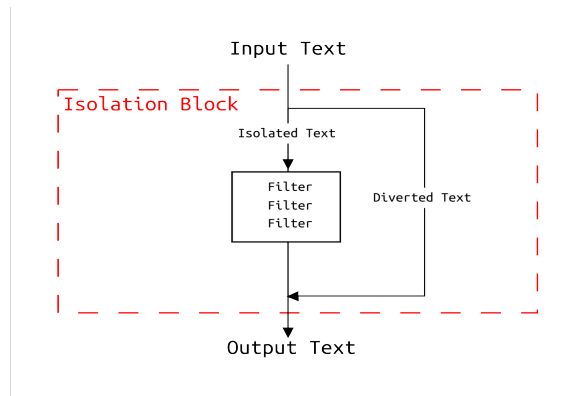 Input Text
Isolation Block
Isolated Text
Filter
Filter
Filter
Diverted Text
Output Text